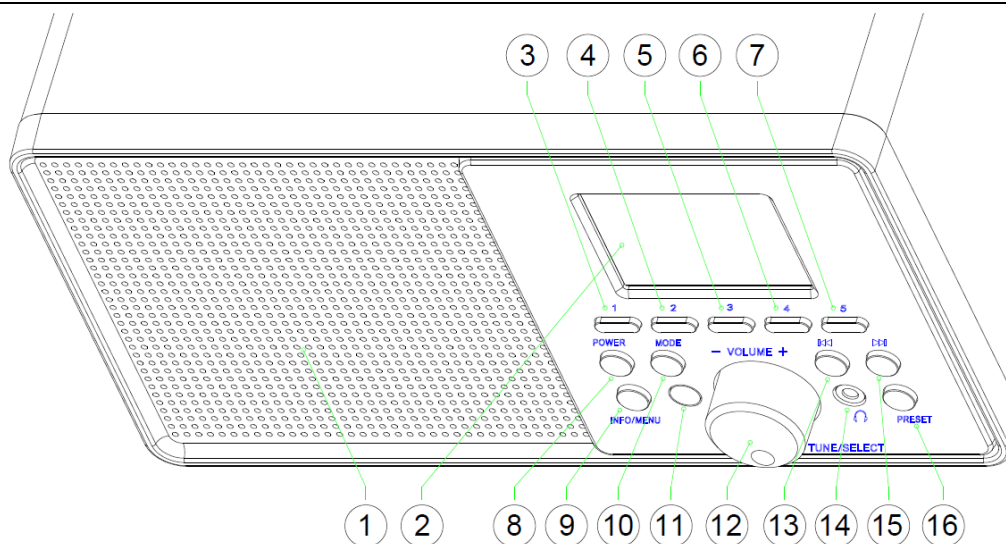 3 4 5 6 7
1 2 3 4 5
POWER MODE − VOLUME +
INFO/MENU PRESET
TUNE/SELECT
1 2 8 9 10 11 12 13 14 15 16